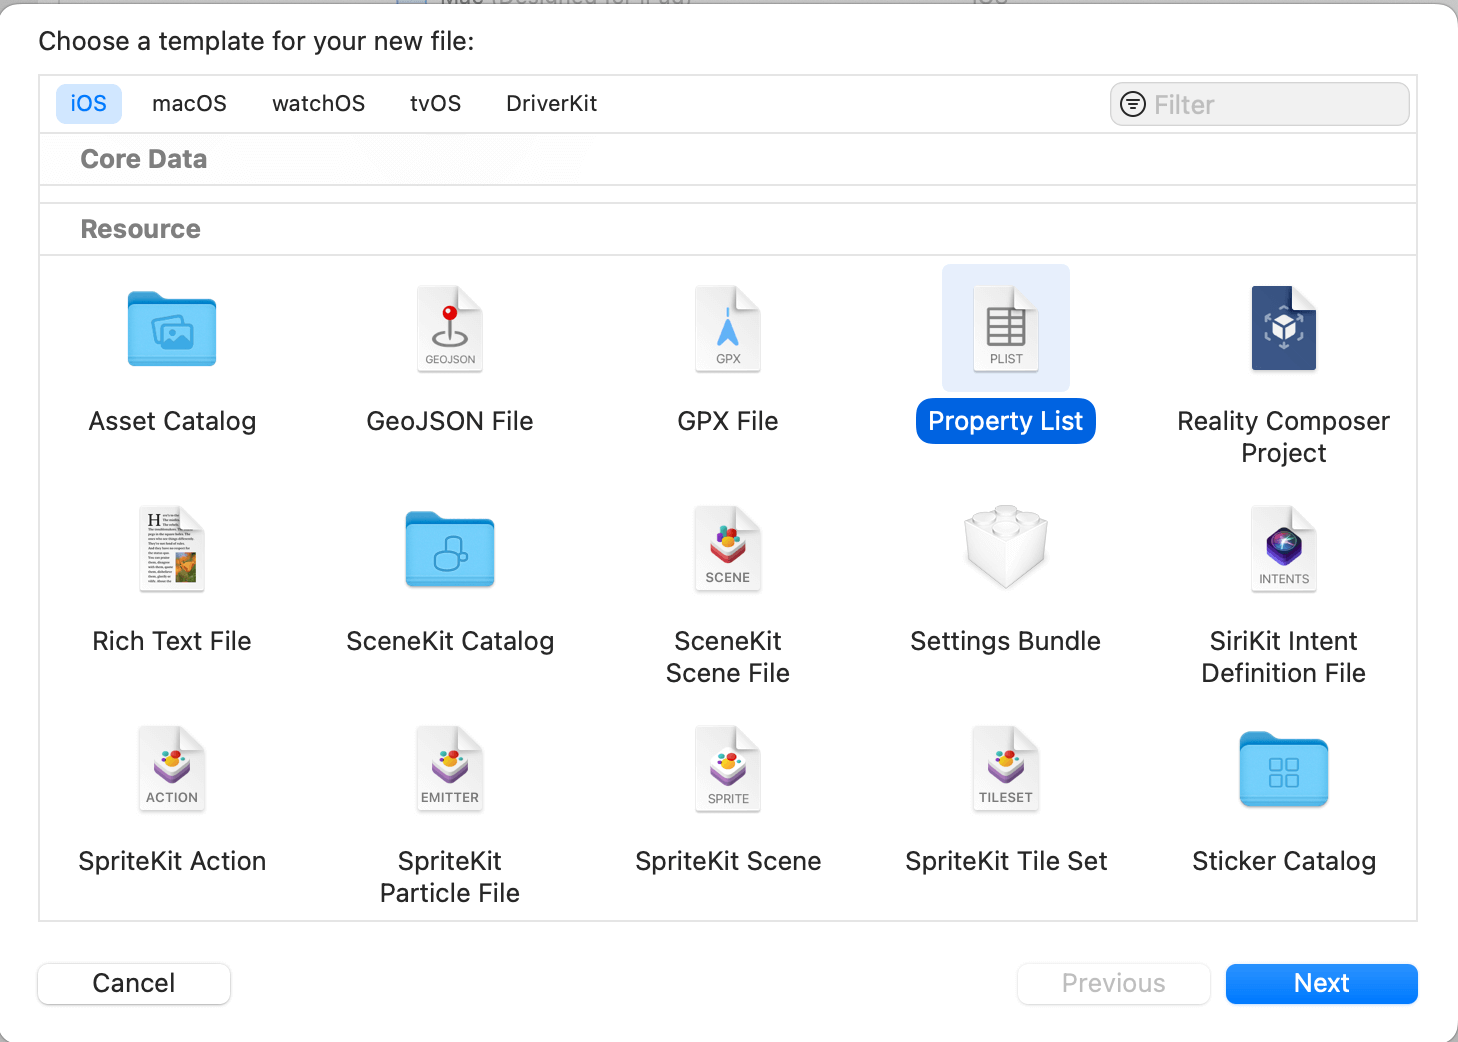 Choose a template for your new file:
iOS macOS watchOS tvOS DriverKit Filter
Core Data
Resource
GEOJSON GPX PLIST
Asset Catalog GeoJSON File GPX File Property List Reality Composer
Project
SCENE INTENTS
Rich Text File SceneKit Catalog SceneKit Settings Bundle SiriKit Intent
Scene File Definition File
ACTION EMITTER SPRITE TILESET
SpriteKit Action SpriteKit SpriteKit Scene SpriteKit Tile Set Sticker Catalog
Particle File
Cancel Previous Next